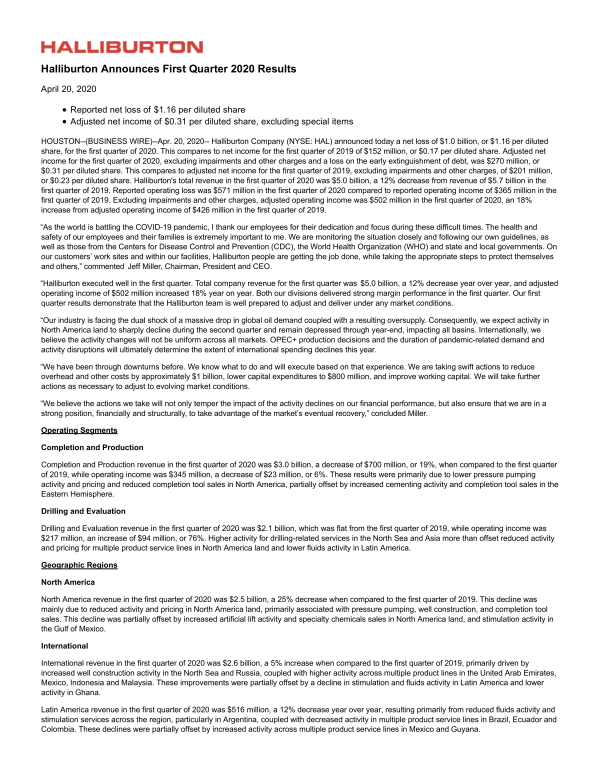 HALLIBURTON
Halliburton Announces First Quarter 2020 Results
April 20, 2020
• Reported net loss of $1.16 per diluted share
• Adjusted net income of $0.31 per diluted share, excluding special items
HOUSTON--(BUSINESS WIRE)--Apr. 20, 2020-- Halliburton Company (NYSE: HAL) announced today a net loss of $1.0 billion, or $1.16 per diluted
share, for the first quarter of 2020. This compares to net income for the first quarter of 2019 of $152 million, or $0.17 per diluted share. Adjusted net
income for the first quarter of 2020, excluding impairments and other charges and a loss on the early extinguishment of debt, was $270 million, or
$0.31 per diluted share. This compares to adjusted net income for the first quarter of 2019, excluding impairments and other charges, of $201 million,
or $0.23 per diluted share. Halliburton's total revenue in the first quarter of 2020 was $5.0 billion, a 12% decrease from revenue of $5.7 billion in the
first quarter of 2019. Reported operating loss was $571 million in the first quarter of 2020 compared to reported operating income of $365 million in the
first quarter of 2019. Excluding impairments and other charges, adjusted operating income was $502 million in the first quarter of 2020, an 18%
increase from adjusted operating income of $426 million in the first quarter of 2019.
“As the world is battling the COVID-19 pandemic, I thank our employees for their dedication and focus during these difficult times. The health and
safety of our employees and their families is extremely important to me. We are monitoring the situation closely and following our own guidelines, as
well as those from the Centers for Disease Control and Prevention (CDC), the World Health Organization (WHO) and state and local governments. On
our customers’ work sites and within our facilities, Halliburton people are getting the job done, while taking the appropriate steps to protect themselves
and others,” commented Jeff Miller, Chairman, President and CEO.
“Halliburton executed well in the first quarter. Total company revenue for the first quarter was $5.0 billion, a 12% decrease year over year, and adjusted
operating income of $502 million increased 18% year on year. Both our divisions delivered strong margin performance in the first quarter. Our first
quarter results demonstrate that the Halliburton team is well prepared to adjust and deliver under any market conditions.
“Our industry is facing the dual shock of a massive drop in global oil demand coupled with a resulting oversupply. Consequently, we expect activity in
North America land to sharply decline during the second quarter and remain depressed through year-end, impacting all basins. Internationally, we
believe the activity changes will not be uniform across all markets. OPEC+ production decisions and the duration of pandemic-related demand and
activity disruptions will ultimately determine the extent of international spending declines this year.
“We have been through downturns before. We know what to do and will execute based on that experience. We are taking swift actions to reduce
overhead and other costs by approximately $1 billion, lower capital expenditures to $800 million, and improve working capital. We will take further
actions as necessary to adjust to evolving market conditions.
“We believe the actions we take will not only temper the impact of the activity declines on our financial performance, but also ensure that we are in a
strong position, financially and structurally, to take advantage of the market’s eventual recovery,” concluded Miller.
Operating Segments
Completion and Production
Completion and Production revenue in the first quarter of 2020 was $3.0 billion, a decrease of $700 million, or 19%, when compared to the first quarter
of 2019, while operating income was $345 million, a decrease of $23 million, or 6%. These results were primarily due to lower pressure pumping
activity and pricing and reduced completion tool sales in North America, partially offset by increased cementing activity and completion tool sales in the
Eastern Hemisphere.
Drilling and Evaluation
Drilling and Evaluation revenue in the first quarter of 2020 was $2.1 billion, which was flat from the first quarter of 2019, while operating income was
$217 million, an increase of $94 million, or 76%. Higher activity for drilling-related services in the North Sea and Asia more than offset reduced activity
and pricing for multiple product service lines in North America land and lower fluids activity in Latin America.
Geographic Regions
North America
North America revenue in the first quarter of 2020 was $2.5 billion, a 25% decrease when compared to the first quarter of 2019. This decline was
mainly due to reduced activity and pricing in North America land, primarily associated with pressure pumping, well construction, and completion tool
sales. This decline was partially offset by increased artificial lift activity and specialty chemicals sales in North America land, and stimulation activity in
the Gulf of Mexico.
International
International revenue in the first quarter of 2020 was $2.6 billion, a 5% increase when compared to the first quarter of 2019, primarily driven by
increased well construction activity in the North Sea and Russia, coupled with higher activity across multiple product lines in the United Arab Emirates,
Mexico, Indonesia and Malaysia. These improvements were partially offset by a decline in stimulation and fluids activity in Latin America and lower
activity in Ghana.
Latin America revenue in the first quarter of 2020 was $516 million, a 12% decrease year over year, resulting primarily from reduced fluids activity and
stimulation services across the region, particularly in Argentina, coupled with decreased activity in multiple product service lines in Brazil, Ecuador and
Colombia. These declines were partially offset by increased activity across multiple product service lines in Mexico and Guyana.